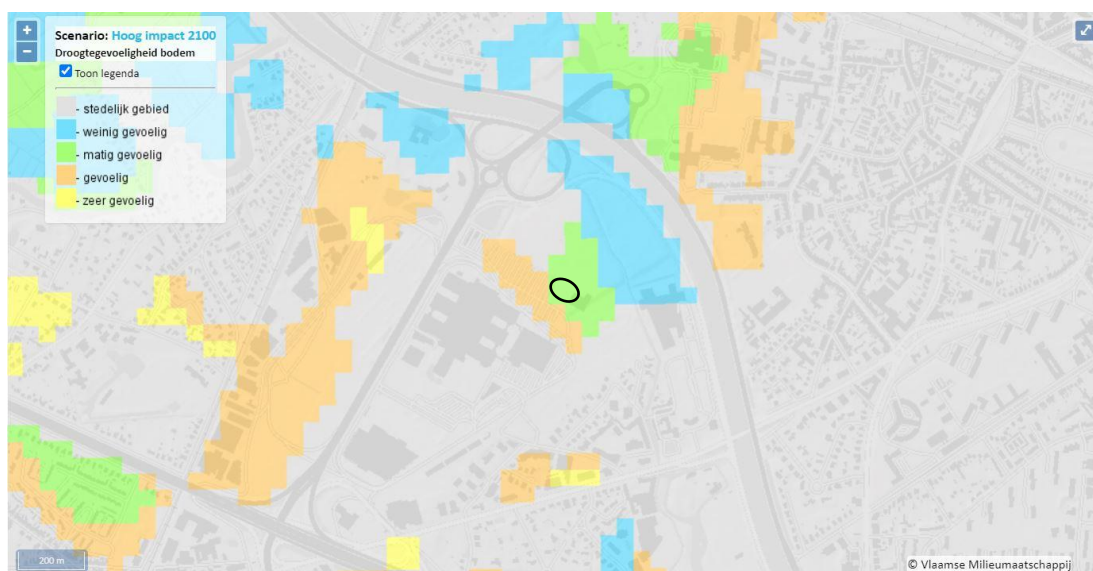 +
−
Scenario: Hoog impact 2100
Droogtegevoeligheid bodem
Toon legenda
- stedelijk gebied
- weinig gevoelig
- matig gevoelig
- gevoelig
- zeer gevoelig
200 m
© Vlaamse Milieumaatschappij